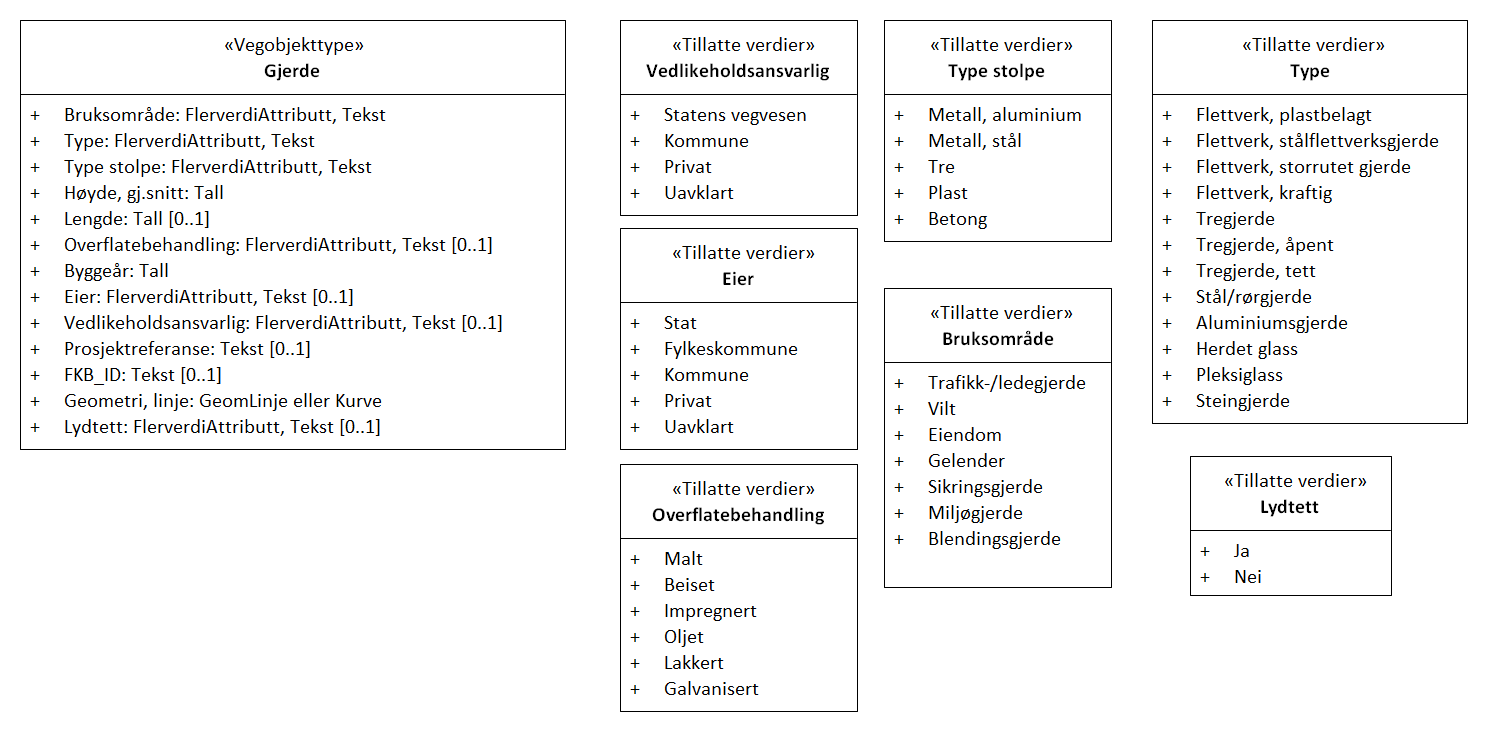 «Vegobjekttype»
Gjerde
+ Bruksområde: FlerverdiAttributt, Tekst
+ Type: FlerverdiAttributt, Tekst
+ Type stolpe: FlerverdiAttributt, Tekst
+ Høyde, gj.snitt: Tall
+ Lengde: Tall [0..1]
+ Overflatebehandling: FlerverdiAttributt, Tekst [0..1]
+ Byggeår: Tall
+ Eier: FlerverdiAttributt, Tekst [0..1]
+ Vedlikeholdsansvarlig: FlerverdiAttributt, Tekst [0..1]
+ Prosjektreferanse: Tekst [0..1]
+ FKB_ID: Tekst [0..1]
+ Geometri, linje: GeomLinje eller Kurve
+ Lydtett: FlerverdiAttributt, Tekst [0..1]
«Tillatte verdier»
Vedlikeholdsansvarlig
+ Statens vegvesen
+ Kommune
+ Privat
+ Uavklart
«Tillatte verdier»
Eier
+ Stat
+ Fylkeskommune
+ Kommune
+ Privat
+ Uavklart
«Tillatte verdier»
Overflatebehandling
+ Malt
+ Beiset
+ Impregnert
+ Oljet
+ Lakkert
+ Galvanisert
«Tillatte verdier»
Type stolpe
+ Metall, aluminium
+ Metall, stål
+ Tre
+ Plast
+ Betong
«Tillatte verdier»
Bruksområde
+ Trafikk-/ledegjerde
+ Vilt
+ Eiendom
+ Gelender
+ Sikringsgjerde
+ Miljøgjerde
+ Blendingsgjerde
«Tillatte verdier»
Type
+ Flettverk, plastbelagt
+ Flettverk, stålflettverksgjerde
+ Flettverk, storrutet gjerde
+ Flettverk, kraftig
+ Tregjerde
+ Tregjerde, åpent
+ Tregjerde, tett
+ Stål/rørgjerde
+ Aluminiumsgjerde
+ Herdet glass
+ Pleksiglass
+ Steingjerde
«Tillatte verdier»
Lydtett
+ Ja
+ Nei